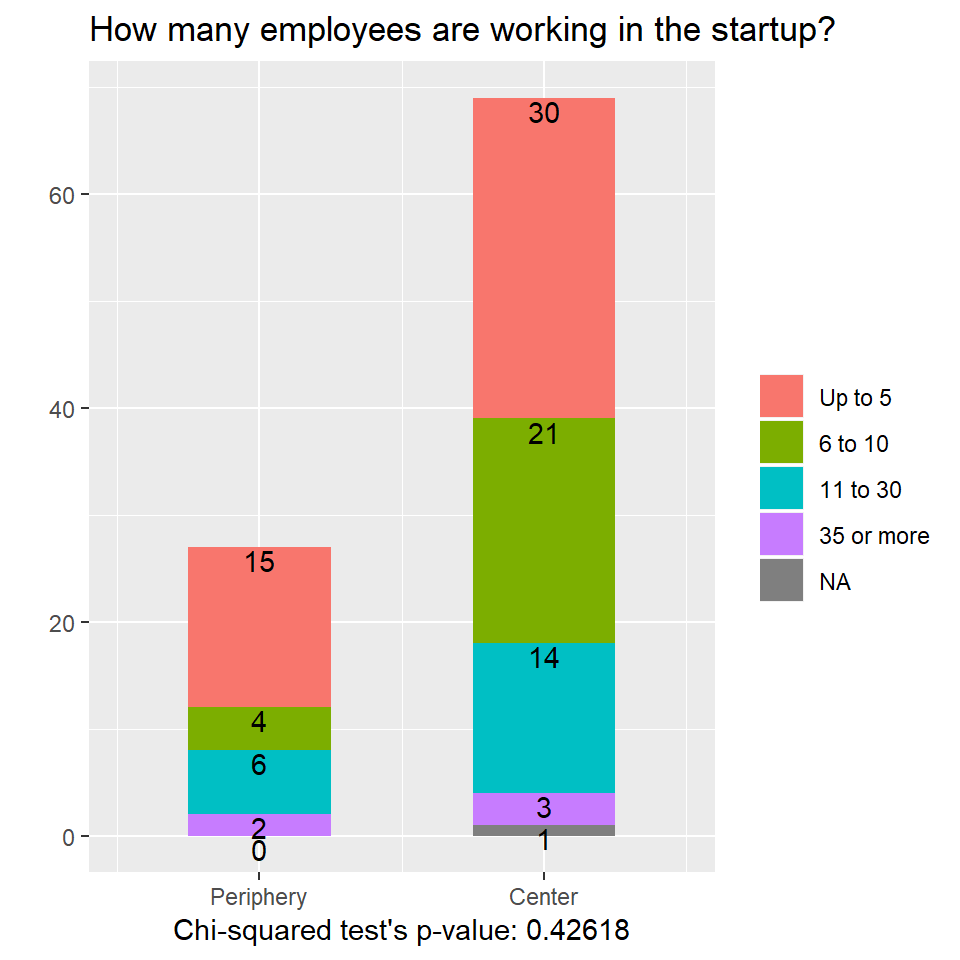 How many employees are working in the startup?
30
60
21
40
Up to 5
6 to 10
11 to 30
35 or more
NA
15
20
14
4
6
3
2
1
0
0
Periphery Center
Chi-squared test's p-value: 0.42618